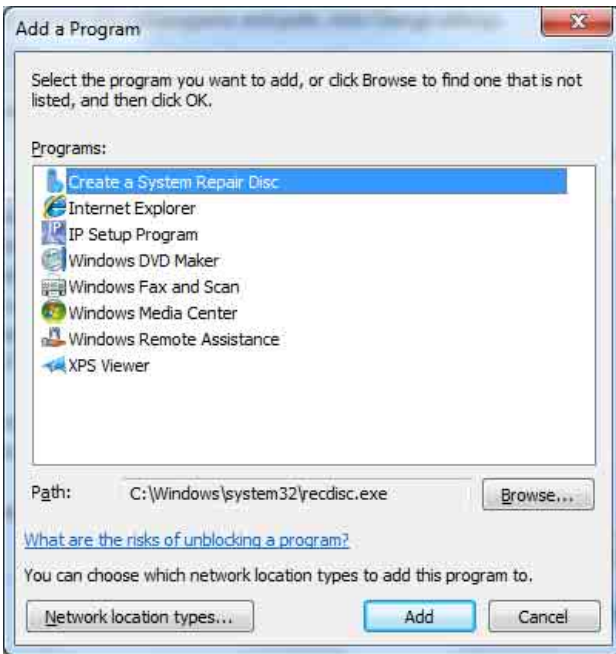 Add a Program
Select the program you want to add, or click Browse to find one that is not
listed, and then click OK.
Programs:
Create a System Repair Disc
Internet Explorer
IP Setup Program
Windows DVD Maker
Windows Fax and Scan
Windows Media Center
Windows Remote Assistance
XPS Viewer
Path: C:\Windows\system32\recdisc.exe Browse...
What are the risks of unblocking a program?
You can choose which network location types to add this program to.
Network location types... Add Cancel